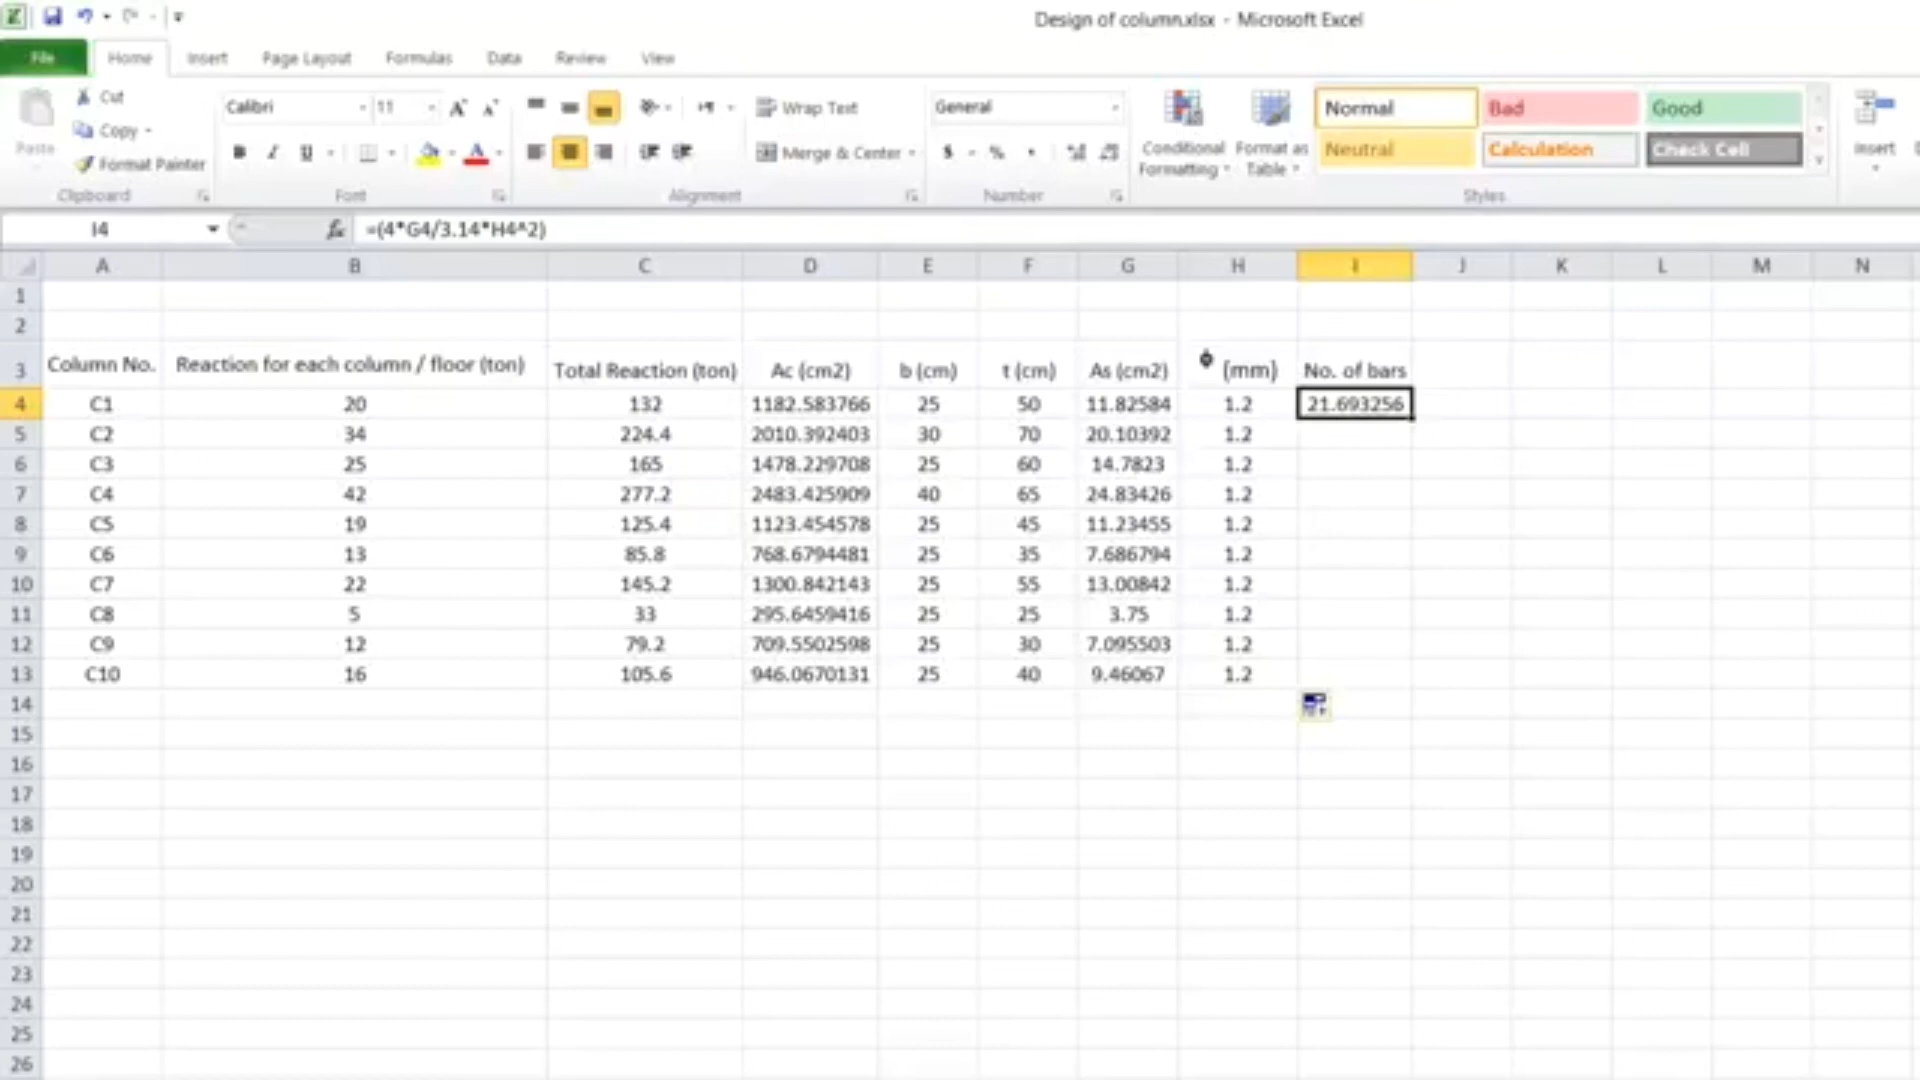 Design of column.xlsx - Microsoft Excel
File Home Insert Page Layout Formulas Data Review View
Cut
Copy
Format Painter
Paste
Clipboard
Calibri 11
Font
Wrap Text
Merge & Center
Alignment
General
Number
Conditional Formatting
Format as Table
Normal Bad Good
Neutral Calculation Check Cell
Styles
Insert
I4 fx =(4*G4/3.14*H4^2)
A B C D E F G H I J K L M N
1
2
3 Column No. Reaction for each column / floor (ton) Total Reaction (ton) Ac (cm2) b (cm) t (cm) As (cm2) ϕ (mm) No. of bars
4 C1 20 132 1182.583766 25 50 11.82584 1.2 21.693256
5 C2 34 224.4 2010.392403 30 70 20.10392 1.2
6 C3 25 165 1478.229708 25 60 14.7823 1.2
7 C4 42 277.2 2483.425909 40 65 24.83426 1.2
8 C5 19 125.4 1123.454578 25 45 11.23455 1.2
9 C6 13 85.8 768.6794481 25 35 7.686794 1.2
10 C7 22 145.2 1300.842143 25 55 13.00842 1.2
11 C8 5 33 295.6459416 25 25 3.75 1.2
12 C9 12 79.2 709.5502598 25 30 7.095503 1.2
13 C10 16 105.6 946.0670131 25 40 9.46067 1.2
14
15
16
17
18
19
20
21
22
23
24
25
26